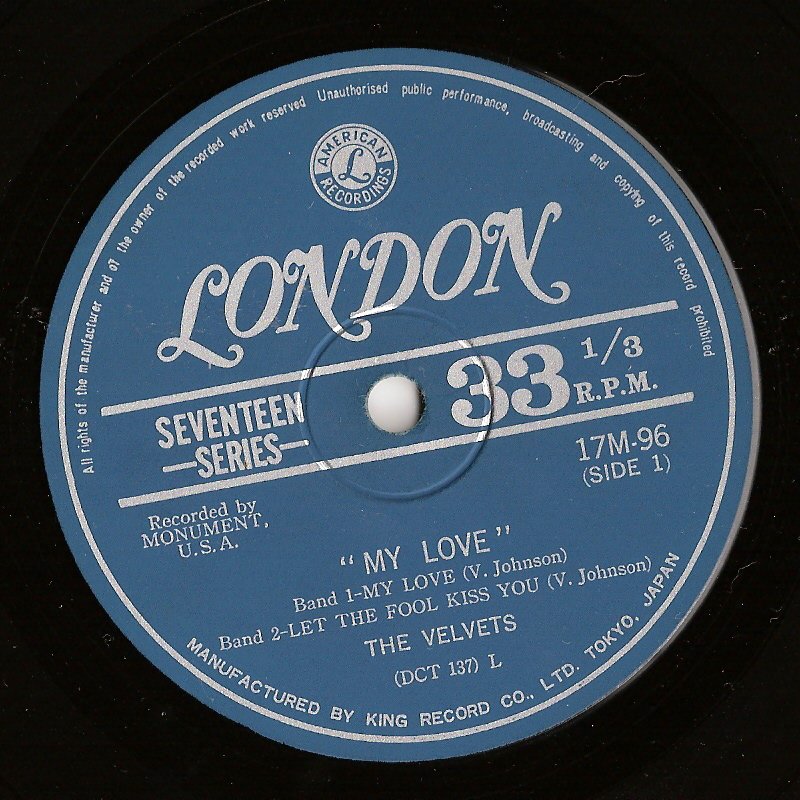 All rights of the manufacturer and of the owner of the recorded work reserved Unauthorised public performance, broadcasting and copying of this record prohibited
AMERICAN
L
RECORDINGS
LONDON
SEVENTEEN
—SERIES—
33 1/3
R.P.M.
17M-96
(SIDE 1)
Recorded by
MONUMENT,
U.S.A.
"MY LOVE"
Band 1-MY LOVE (V. Johnson)
Band 2-LET THE FOOL KISS YOU (V. Johnson)
THE VELVETS
(DCT 137) L
MANUFACTURED BY KING RECORD CO., LTD. TOKYO, JAPAN